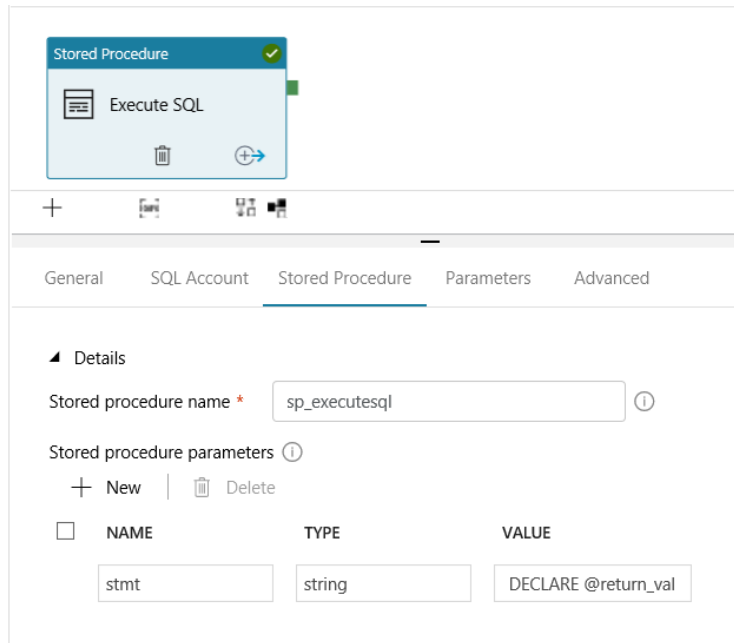 Stored Procedure
Execute SQL
General SQL Account Stored Procedure Parameters Advanced
Details
Stored procedure name * sp_executesql
Stored procedure parameters
New Delete
NAME TYPE VALUE
stmt string DECLARE @return_val